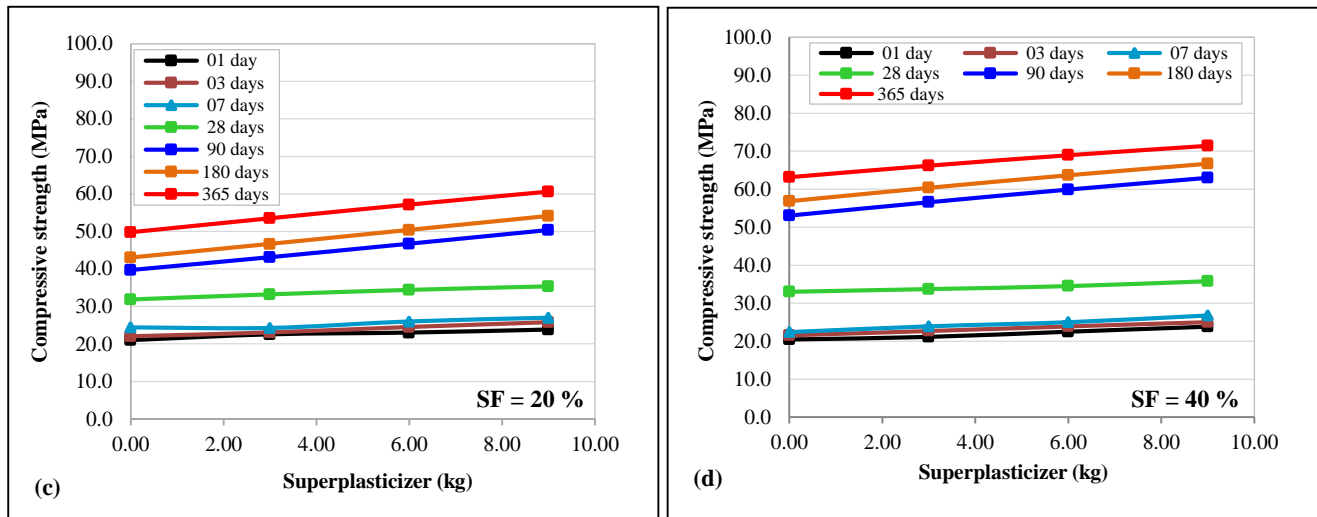 100.0
90.0
80.0
70.0
60.0
50.0
40.0
30.0
20.0
10.0
0.0
Compressive strength (MPa)
01 day
03 days
07 days
28 days
90 days
180 days
365 days
SF = 20 %
0.00 2.00 4.00 6.00 8.00 10.00
Superplasticizer (kg)
(c)
100.0
90.0
80.0
70.0
60.0
50.0
40.0
30.0
20.0
10.0
0.0
Compressive strength (MPa)
01 day 03 days 07 days
28 days 90 days 180 days
365 days
SF = 40 %
0.00 2.00 4.00 6.00 8.00 10.00
Superplasticizer (kg)
(d)